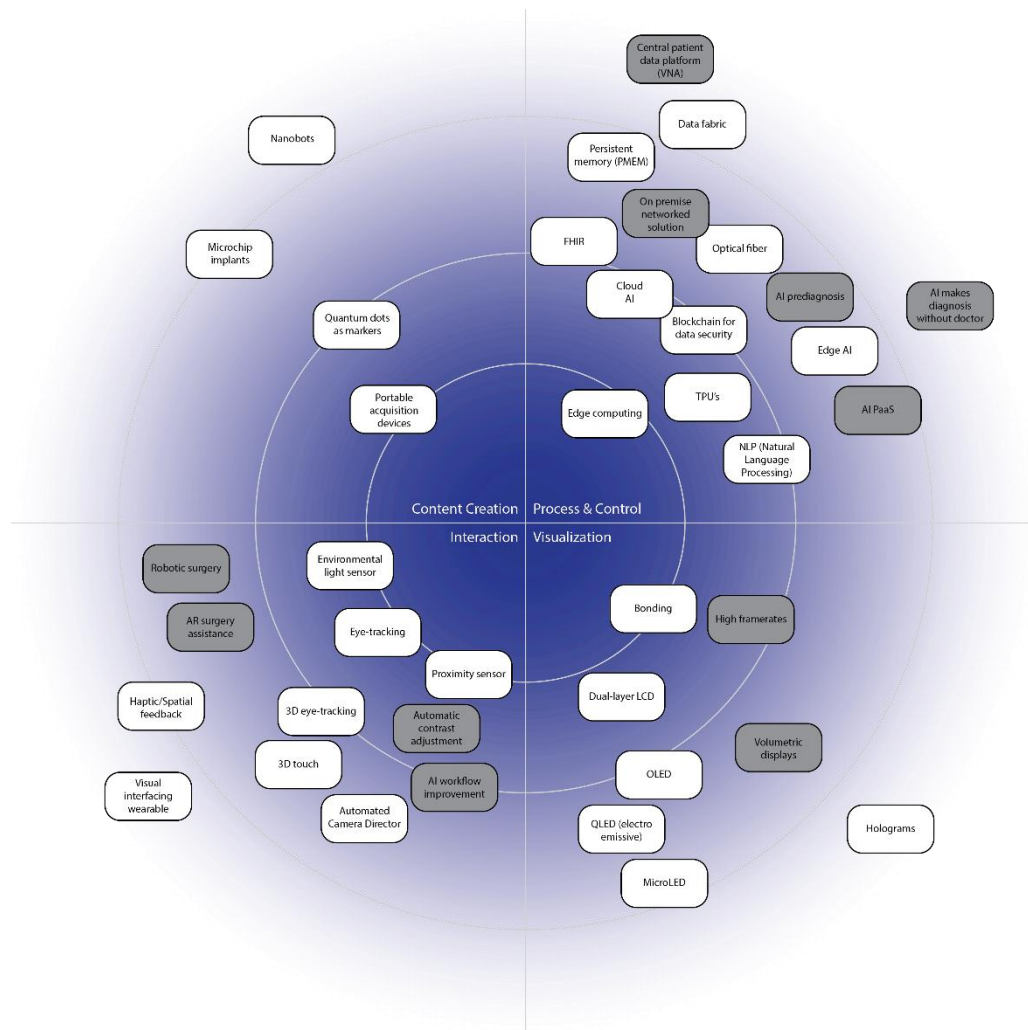 Central patient
data platform
(VNA)
Data fabric
Nanobots
Persistent
memory (PMEM)
On premise
networked
solution
FHIR
Optical fiber
Microchip
implants
Cloud
AI
AI prediagnosis
AI makes
diagnosis
without doctor
Quantum dots
as markers
Blockchain for
data security
Edge AI
Portable
acquisition
devices
Edge computing
TPU's
AI PaaS
NLP (Natural
Language
Processing)
Content Creation
Process & Control
Interaction
Visualization
Environmental
light sensor
Robotic surgery
Bonding
High framerates
AR surgery
assistance
Eye-tracking
Proximity sensor
Dual-layer LCD
Haptic/Spatial
feedback
3D eye-tracking
Automatic
contrast
adjustment
Volumetric
displays
3D touch
OLED
AI workflow
improvement
Visual
interfacing
wearable
Automated
Camera Director
QLED (electro
emissive)
Holograms
MicroLED